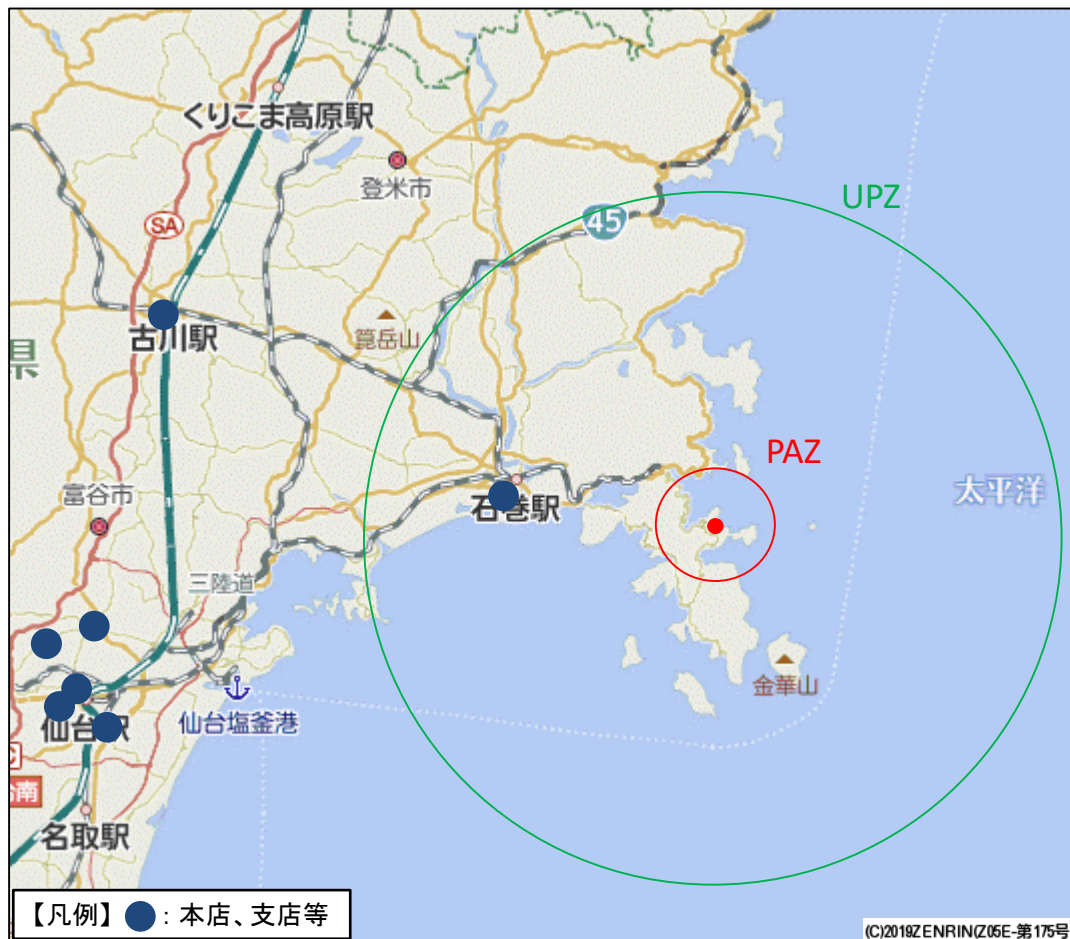 くりこま高原駅
登米市
SA
45
UPZ
古川駅
箟岳山
県
PAZ
太平洋
石巻駅
富谷市
三陸道
金華山
仙台塩釜港
仙台駅
南
名取駅
【凡例】 : 本店、支店等
(C)2019ZENRIN(Z05E-第175号